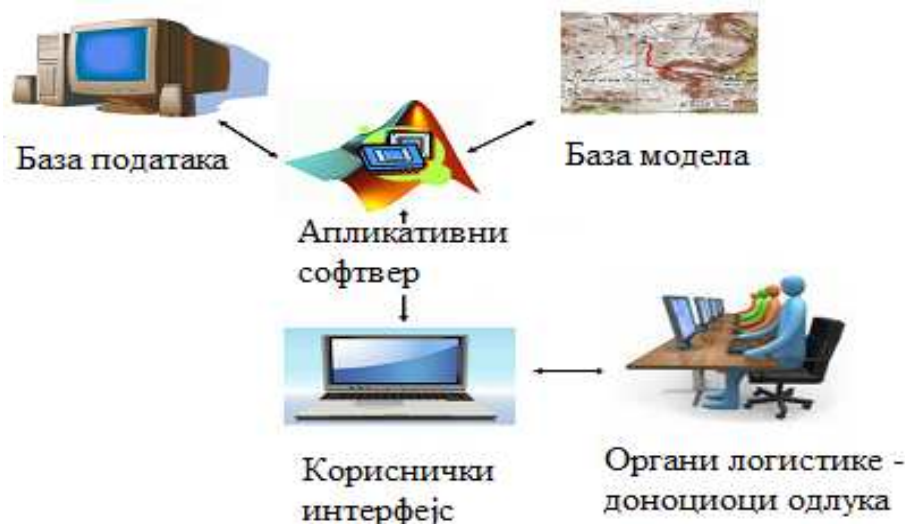 База података
База модела
Апликативни
софтвер
Кориснички
интерфејс
Органи логистике -
доноциоци одлука